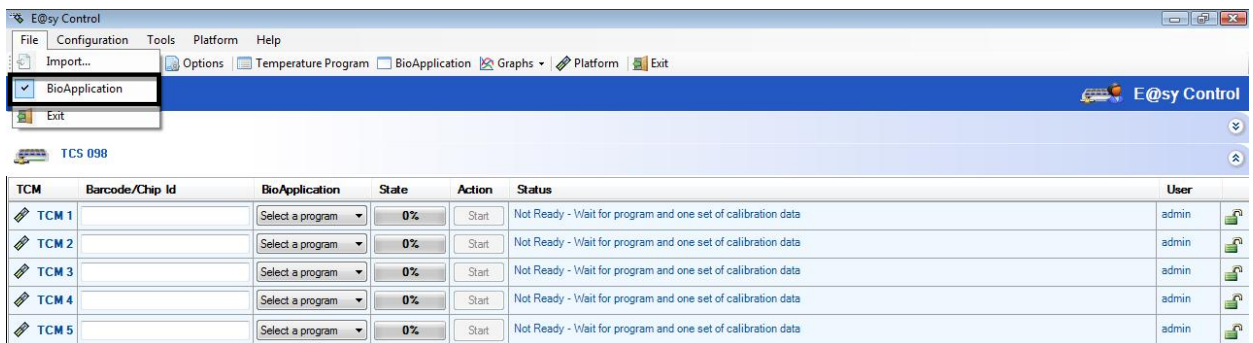 E@sy Control
File Configuration Tools Platform Help
Import... Options Temperature Program BioApplication Graphs Platform Exit
BioApplication E@sy Control
Exit
TCS 098
TCM Barcode/Chip Id BioApplication State Action Status User
TCM 1 Select a program 0% Start Not Ready - Wait for program and one set of calibration data admin
TCM 2 Select a program 0% Start Not Ready - Wait for program and one set of calibration data admin
TCM 3 Select a program 0% Start Not Ready - Wait for program and one set of calibration data admin
TCM 4 Select a program 0% Start Not Ready - Wait for program and one set of calibration data admin
TCM 5 Select a program 0% Start Not Ready - Wait for program and one set of calibration data admin